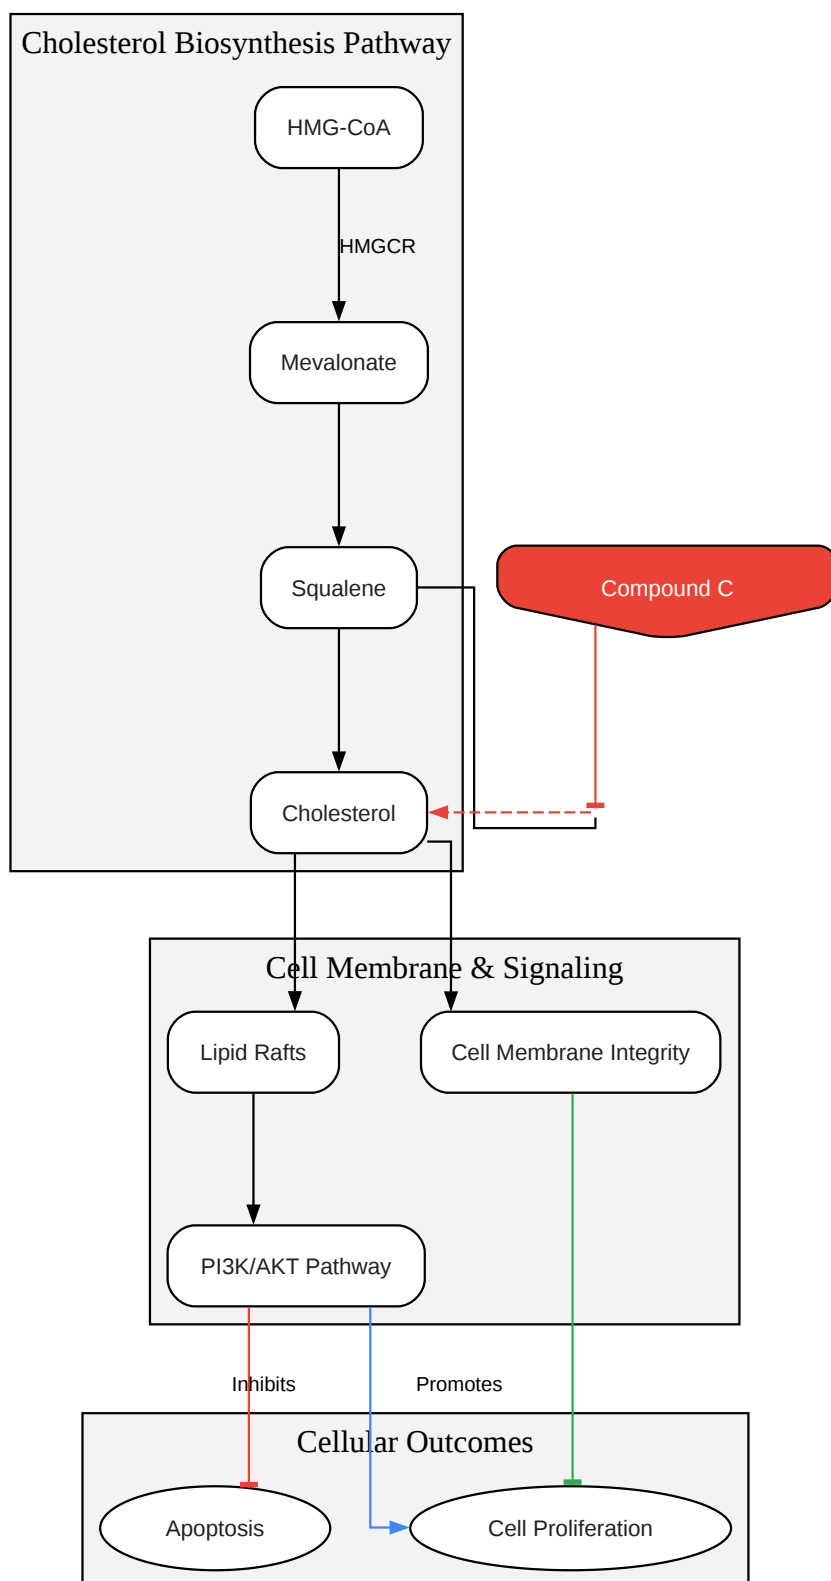 Cholesterol Biosynthesis Pathway
HMG-CoA
HMGCR
Mevalonate
Squalene
Compound C
Cholesterol
Cell Membrane & Signaling
Lipid Rafts
Cell Membrane Integrity
PI3K/AKT Pathway
Inhibits
Promotes
Cellular Outcomes
Apoptosis
Cell Proliferation